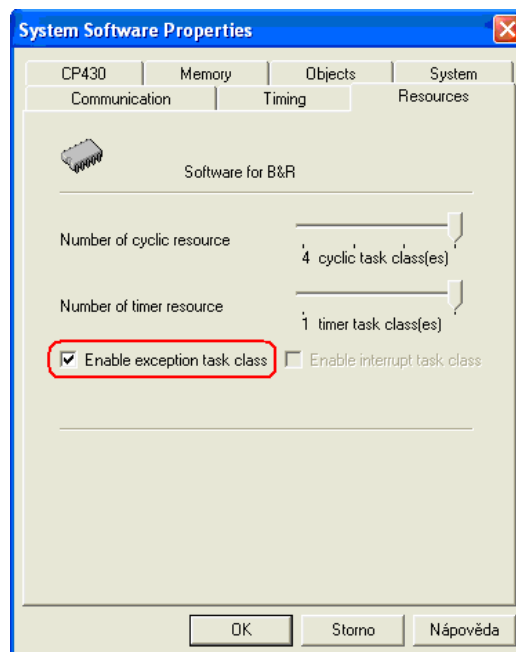 System Software Properties
CP430 Memory Objects System
Communication Timing Resources
Software for B&R
Number of cyclic resource
4 cyclic task class(es)
Number of timer resource
1 timer task class(es)
Enable exception task class Enable interrupt task class
OK Storno Nápověda